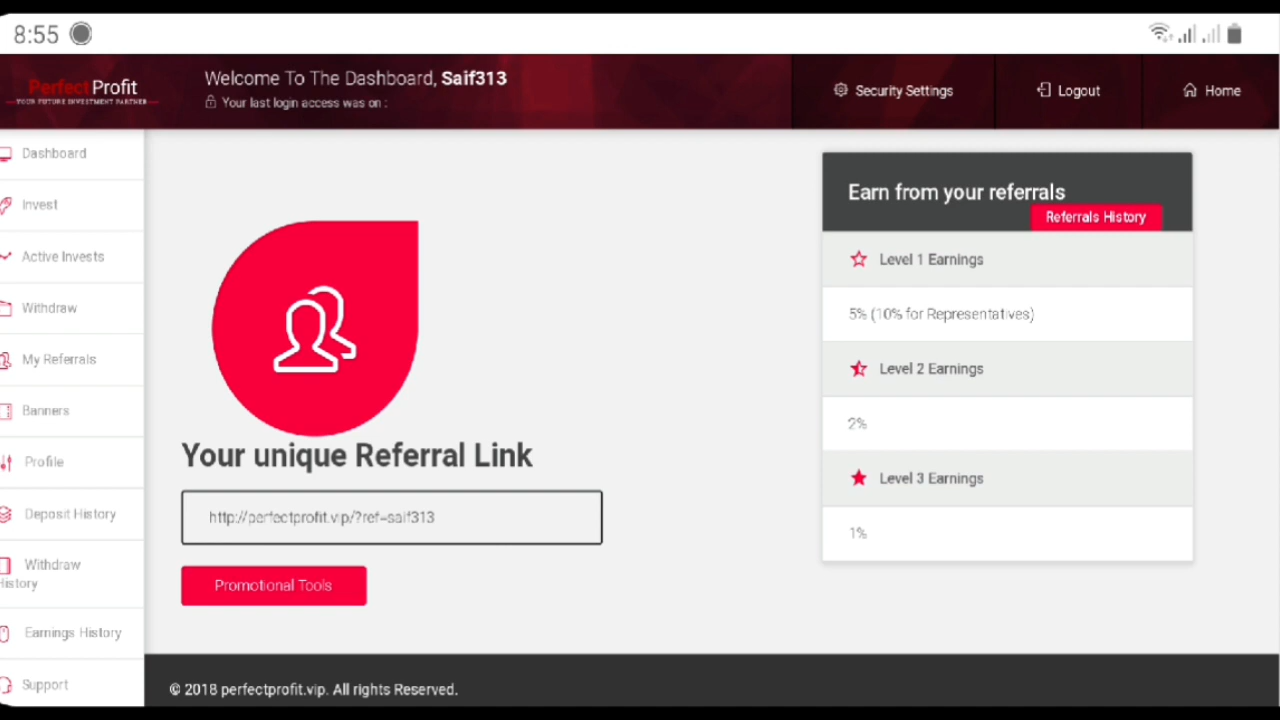 8:55
Perfect Profit
YOUR FUTURE INVESTMENT PARTNER
Welcome To The Dashboard, Saif313
Your last login access was on :
Security Settings
Logout
Home
Dashboard
Invest
Active Invests
Withdraw
My Referrals
Banners
Profile
Deposit History
Withdraw
History
Earnings History
Support
Your unique Referral Link
http://perfectprofit.vip/?ref=saif313
Promotional Tools
Earn from your referrals
Referrals History
Level 1 Earnings
5% (10% for Representatives)
Level 2 Earnings
2%
Level 3 Earnings
1%
© 2018 perfectprofit.vip. All rights Reserved.